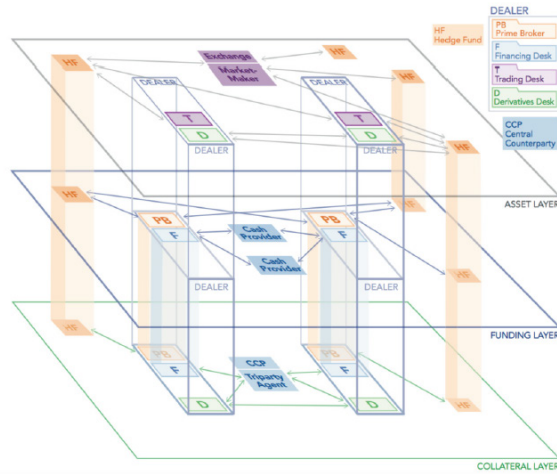 DEALER
PB
Prime Broker
F
Financing Desk
T
Trading Desk
D
Derivatives Desk
HF
Hedge Fund
CCP
Central
Counterparty
Exchange
Market-
Maker
HF
HF
HF
HF
DEALER
DEALER
T
T
D
D
DEALER
DEALER
ASSET LAYER
HF
HF
HF
PB
PB
F
F
Cash
Provider
Cash
Provider
DEALER
DEALER
FUNDING LAYER
HF
HF
PB
PB
F
F
CCP
Triparty
Agent
D
D
COLLATERAL LAYER